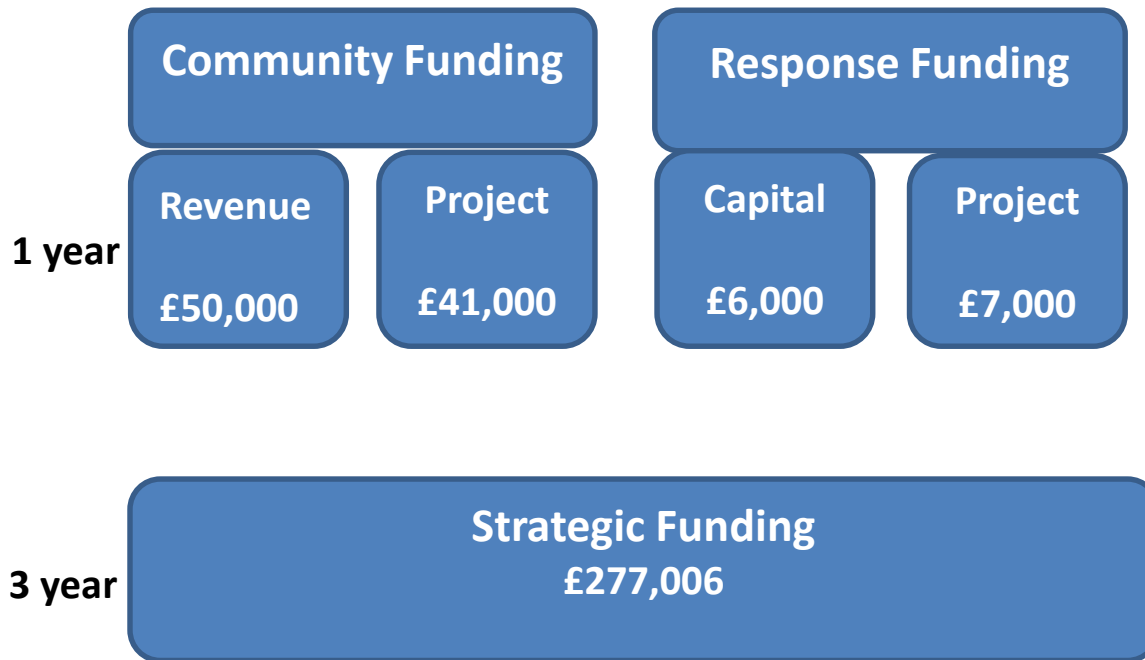 Community Funding
Response Funding
1 year
Revenue
£50,000
Project
£41,000
Capital
£6,000
Project
£7,000
3 year
Strategic Funding
£277,006